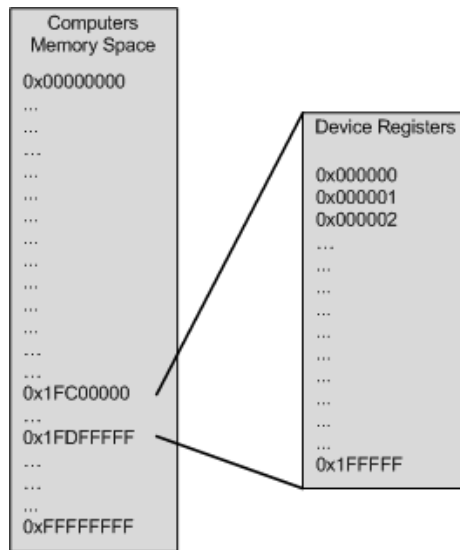 Computers
Memory Space
0x00000000
...
...
...
...
...
...
...
...
...
...
...
...
...
0x1FC00000
...
0x1FDFFFFF
...
...
...
0xFFFFFFFF
Device Registers
0x000000
0x000001
0x000002
...
...
...
...
...
...
...
...
...
...
0x1FFFFF